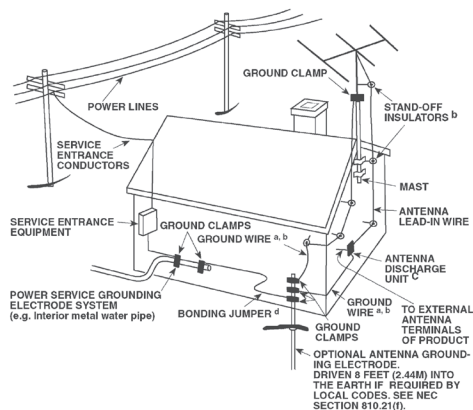 GROUND CLAMP
POWER LINES
STAND-OFF
INSULATORS b
SERVICE
ENTRANCE
CONDUCTORS
MAST
ANTENNA
LEAD-IN WIRE
SERVICE ENTRANCE
EQUIPMENT
GROUND CLAMPS
GROUND WIRE a, b
ANTENNA
DISCHARGE
UNIT C
POWER SERVICE GROUNDING
ELECTRODE SYSTEM
(e.g. Interior metal water pipe)
BONDING JUMPER d
GROUND
WIRE a, b
TO EXTERNAL
ANTENNA
TERMINALS
OF PRODUCT
GROUND
CLAMPS
OPTIONAL ANTENNA GROUND-
ING ELECTRODE.
DRIVEN 8 FEET (2.44M) INTO
THE EARTH IF REQUIRED BY
LOCAL CODES. SEE NEC
SECTION 810.21(f).